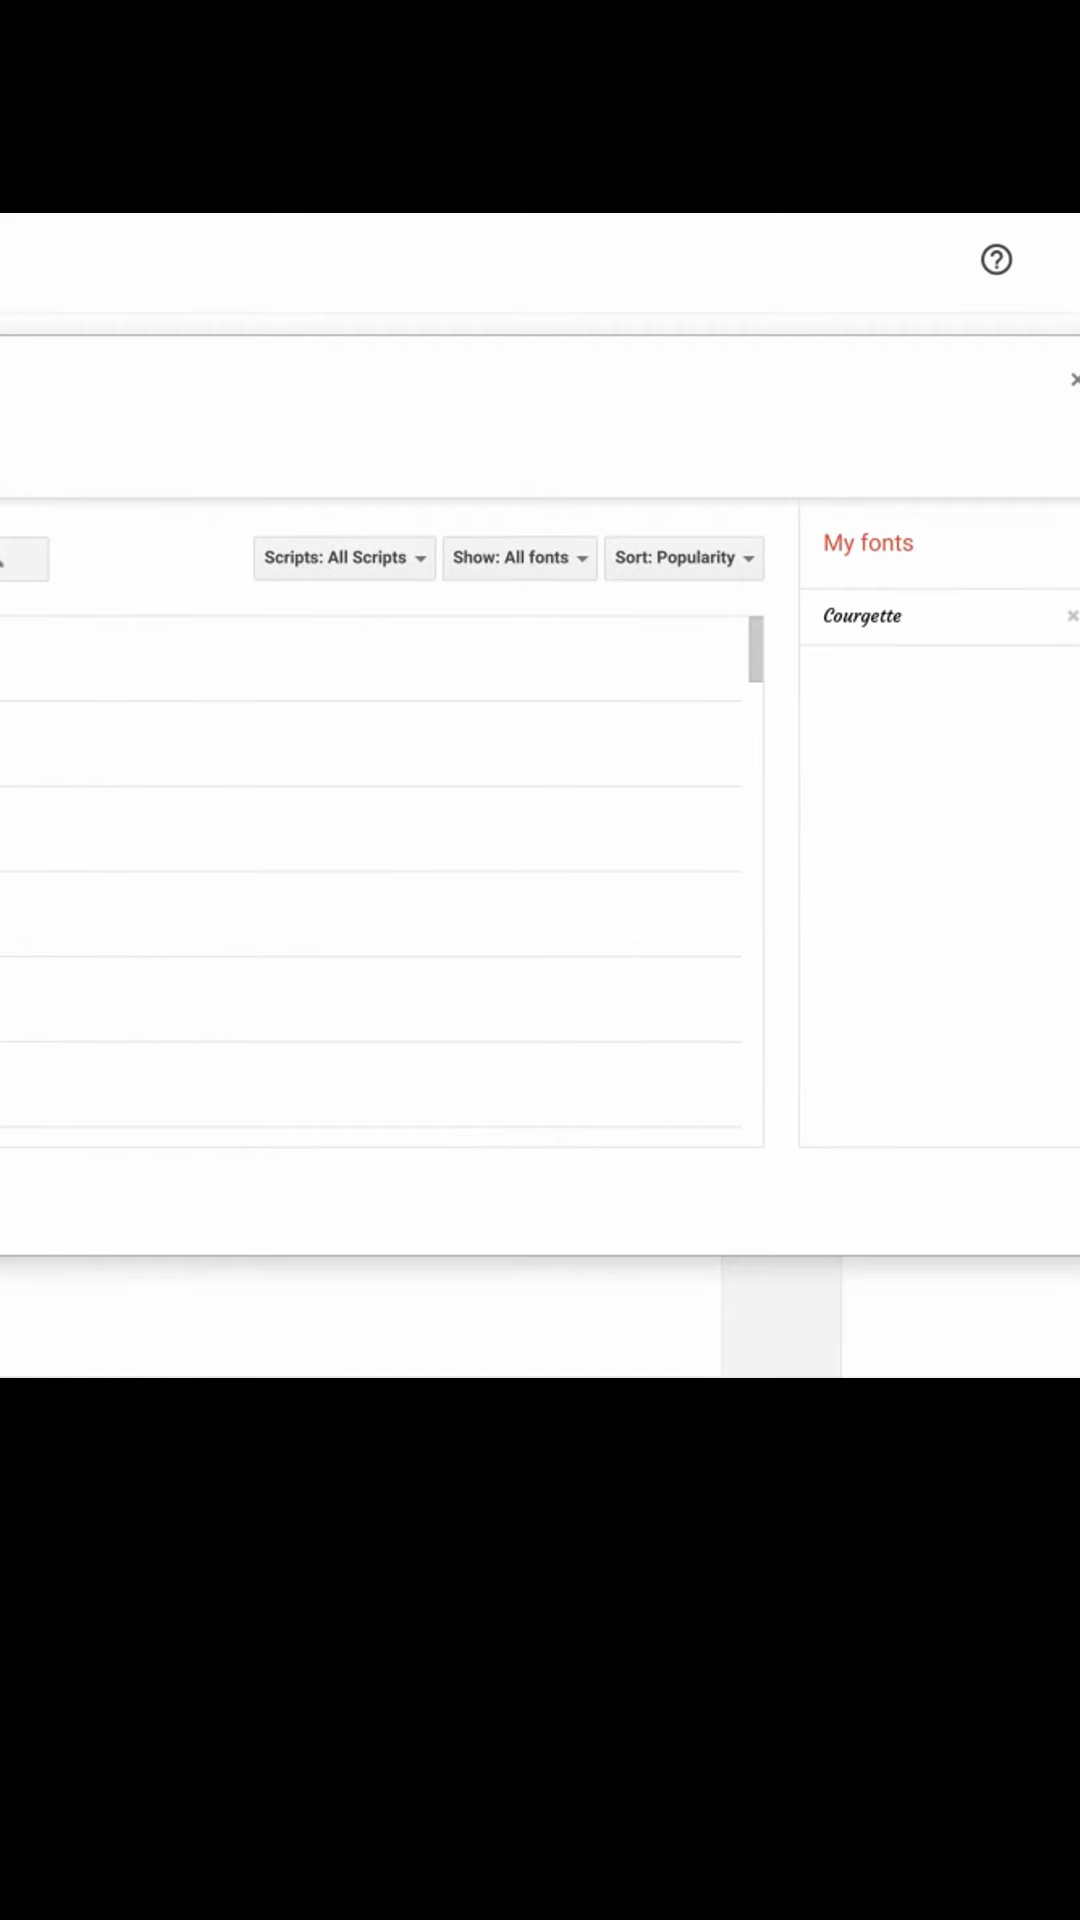 Scripts: All Scripts
Show: All fonts
Sort: Popularity
My fonts
Courgette